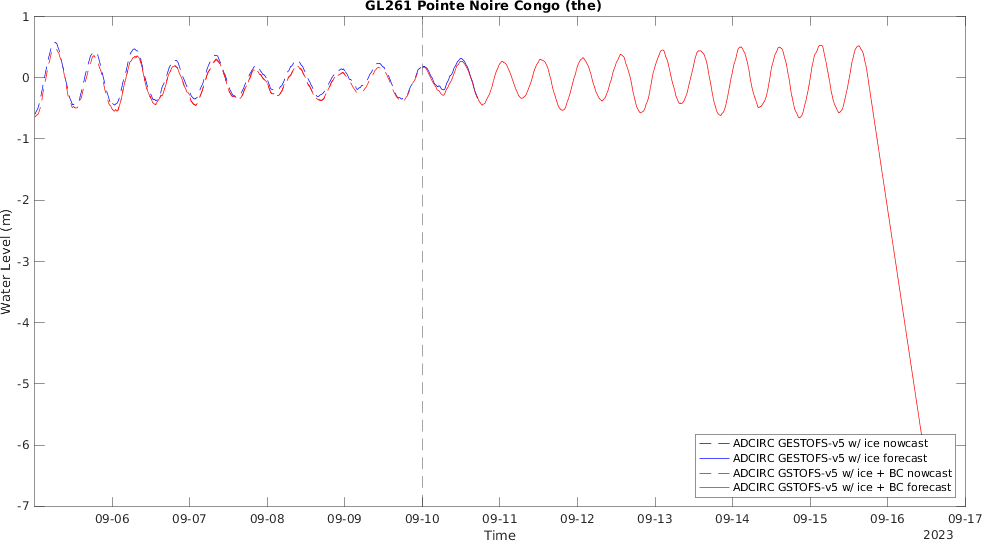 GL261 Pointe Noire Congo (the)
1
0
-1
-2
-3
-4
-5
-6
-7
Water Level (m)
ADCIRC GESTOFS-v5 w/ ice nowcast
ADCIRC GESTOFS-v5 w/ ice forecast
ADCIRC GSTOFS-v5 w/ ice + BC nowcast
ADCIRC GSTOFS-v5 w/ ice + BC forecast
09-06 09-07 09-08 09-09 09-10 09-11 09-12 09-13 09-14 09-15 09-16 09-17
Time
2023